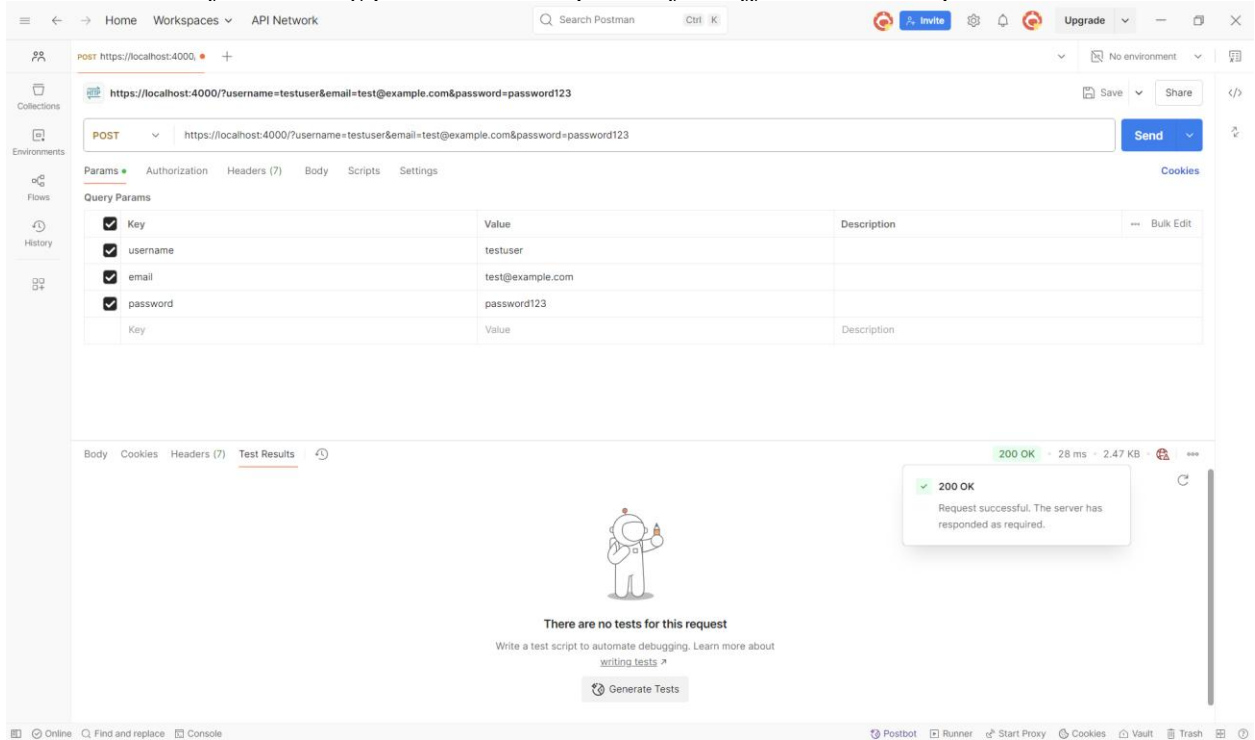 Home Workspaces API Network Search Postman Ctrl K Invite Upgrade
POST https://localhost:4000, + No environment
https://localhost:4000/?username=testuser&email=test@example.com&password=password123 Save Share
POST https://localhost:4000/?username=testuser&email=test@example.com&password=password123 Send
Params Authorization Headers (7) Body Scripts Settings Cookies
Query Params
Key Value Description Bulk Edit
username testuser
email test@example.com
password password123
Key Value Description
Collections
Environments
Flows
History
Body Cookies Headers (7) Test Results 200 OK 28 ms 2.47 KB
200 OK
Request successful. The server has
responded as required.
There are no tests for this request
Write a test script to automate debugging. Learn more about
writing tests
Generate Tests
Online Find and replace Console Postbot Runner Start Proxy Cookies Vault Trash